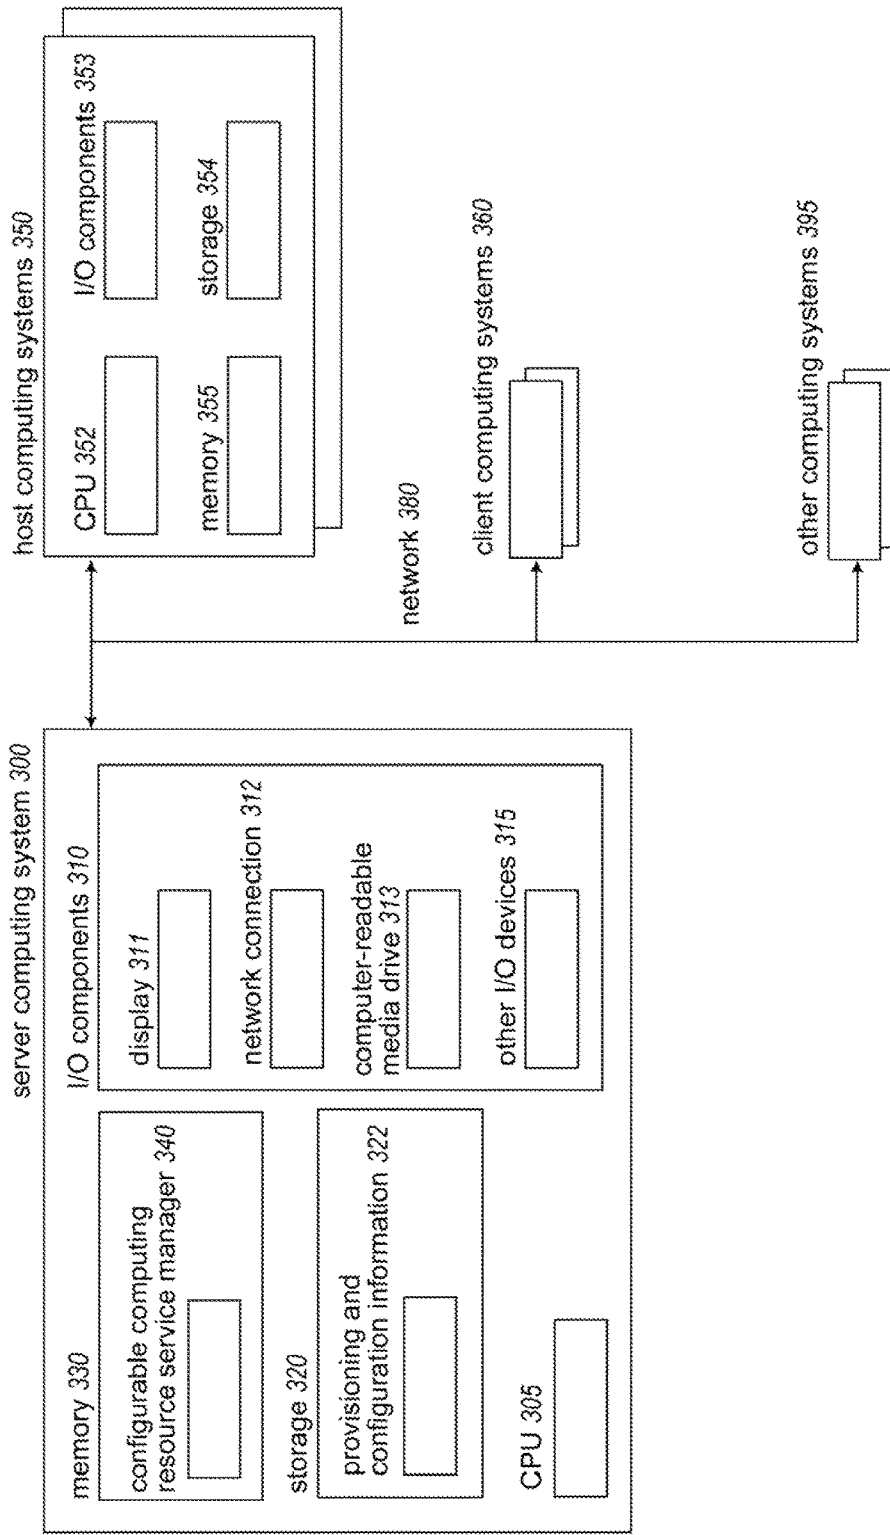 server computing system 300
memory 330
configurable computing
resource service manager 340
storage 320
provisioning and
configuration information 322
CPU 305
I/O components 310
display 311
network connection 312
computer-readable
media drive 313
other I/O devices 315
network 380
host computing systems 350
CPU 352
I/O components 353
memory 355
storage 354
client computing systems 360
other computing systems 395